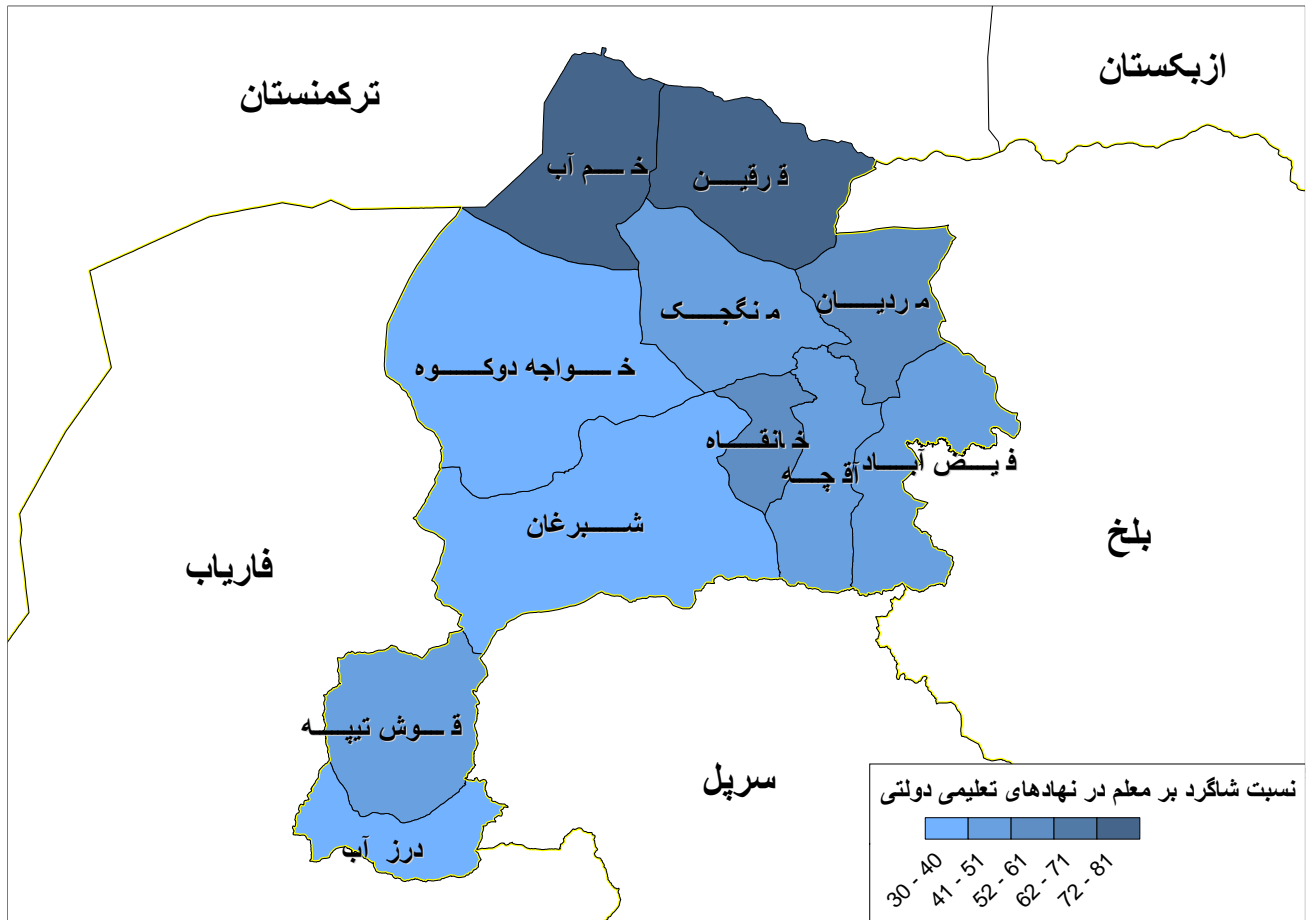 ازبکستان
ترکمنستان
خم آب
قرقین
منگجک
مردیان
خواجه دوکوه
خانقاه
آقچه
فیض آباد
شبرغان
بلخ
فاریاب
قوش تیپه
سرپل
درز آب
نسبت شاگرد بر معلم در نهادهای تعلیمی دولتی
30 - 40
41 - 51
52 - 61
62 - 71
72 - 81